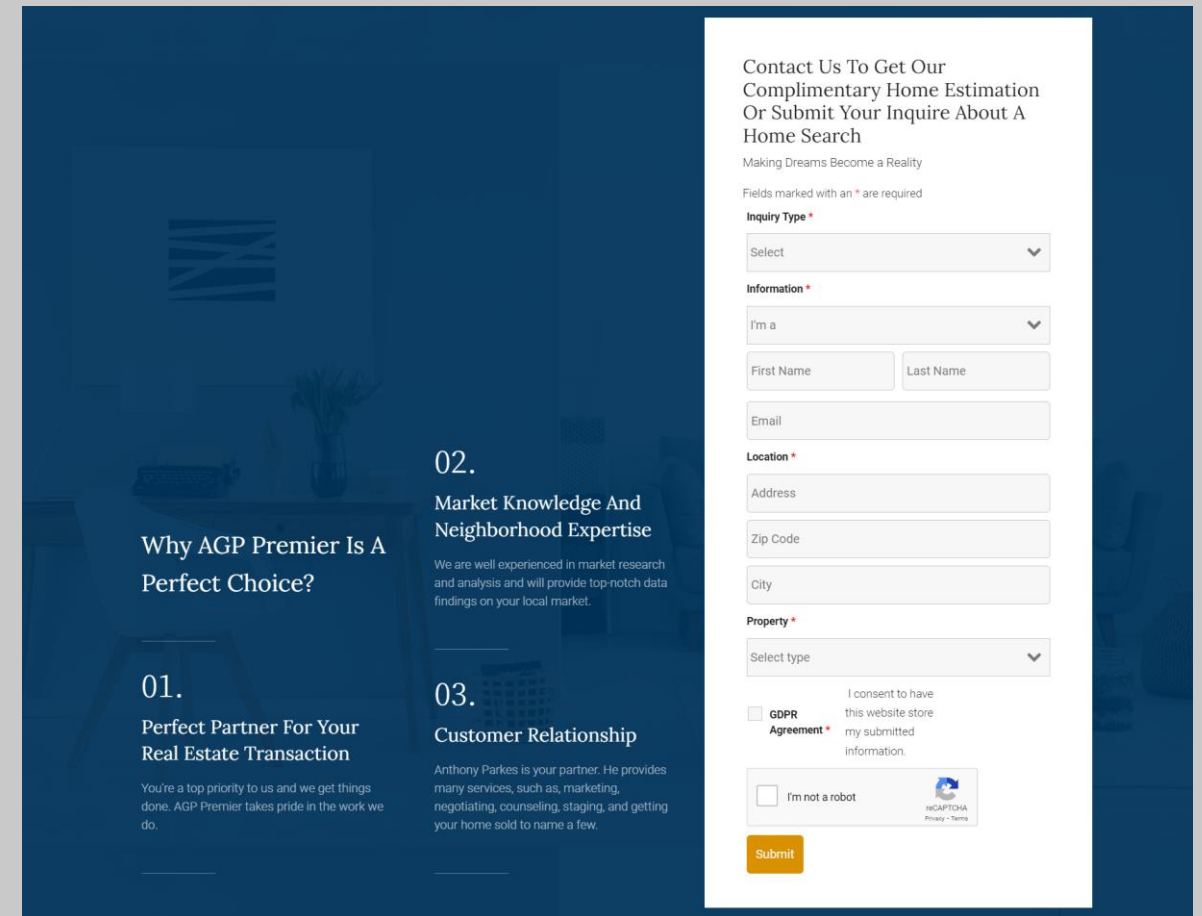 Why AGP Premier Is A
Perfect Choice?
01.
Perfect Partner For Your
Real Estate Transaction
You're a top priority to us and we get things
done. AGP Premier takes pride in the work we
do.
02.
Market Knowledge And
Neighborhood Expertise
We are well experienced in market research
and analysis and will provide top-notch data
findings on your local market.
03.
Customer Relationship
Anthony Parkes is your partner. He provides
many services, such as, marketing,
negotiating, counseling, staging, and getting
your home sold to name a few.
Contact Us To Get Our
Complimentary Home Estimation
Or Submit Your Inquire About A
Home Search
Making Dreams Become a Reality
Fields marked with an * are required
Inquiry Type *
Select
Information *
I'm a
First Name Last Name
Email
Location *
Address
Zip Code
City
Property *
Select type
GDPR
Agreement *
I consent to have
this website store
my submitted
information.
I'm not a robot
reCAPTCHA
Privacy - Terms
Submit